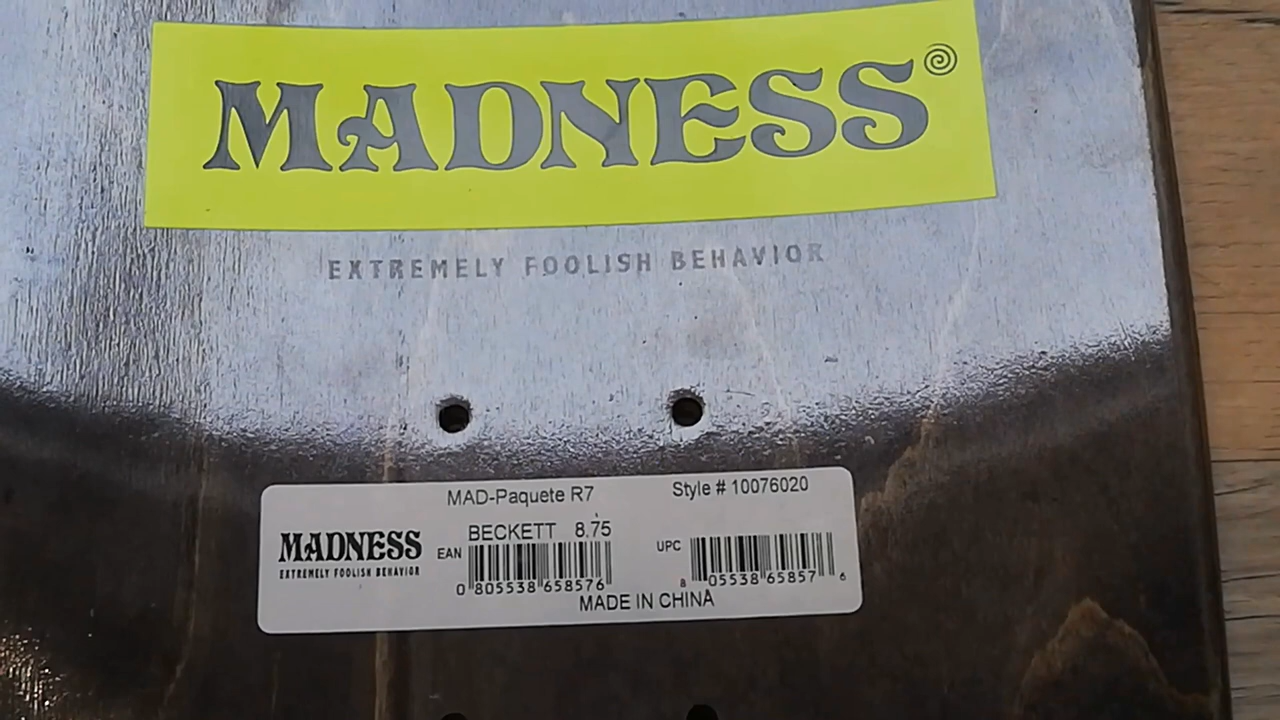 MADNESS
EXTREMELY FOOLISH BEHAVIOR
MAD-Paquete R7 Style # 10076020
BECKETT 8.75
MADNESS
EXTREMELY FOOLISH BEHAVIOR
EAN
0 805538 658576
UPC
8 05538 65857 6
MADE IN CHINA